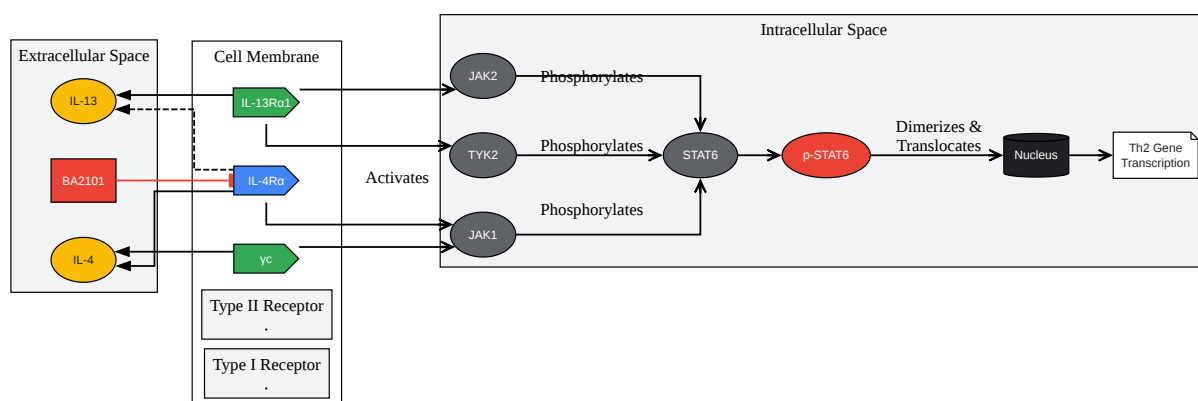 Extracellular Space
IL-13
BA2101
IL-4
Cell Membrane
IL-13Rα1
IL-4Rα
γc
Type II Receptor
.
Type I Receptor
.
Activates
Intracellular Space
JAK2
TYK2
JAK1
Phosphorylates
Phosphorylates
Phosphorylates
STAT6
p-STAT6
Dimerizes &
Translocates
Nucleus
Th2 Gene
Transcription